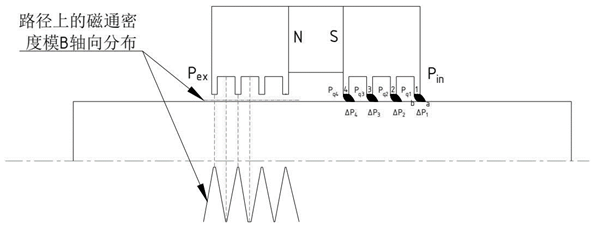 路径上的磁通密
度模B轴向分布
N S
Pex
Pin
Pq4 4 Pq3 3 Pq2 2 Pq1 1
b a
ΔP4 ΔP3 ΔP2 ΔP1